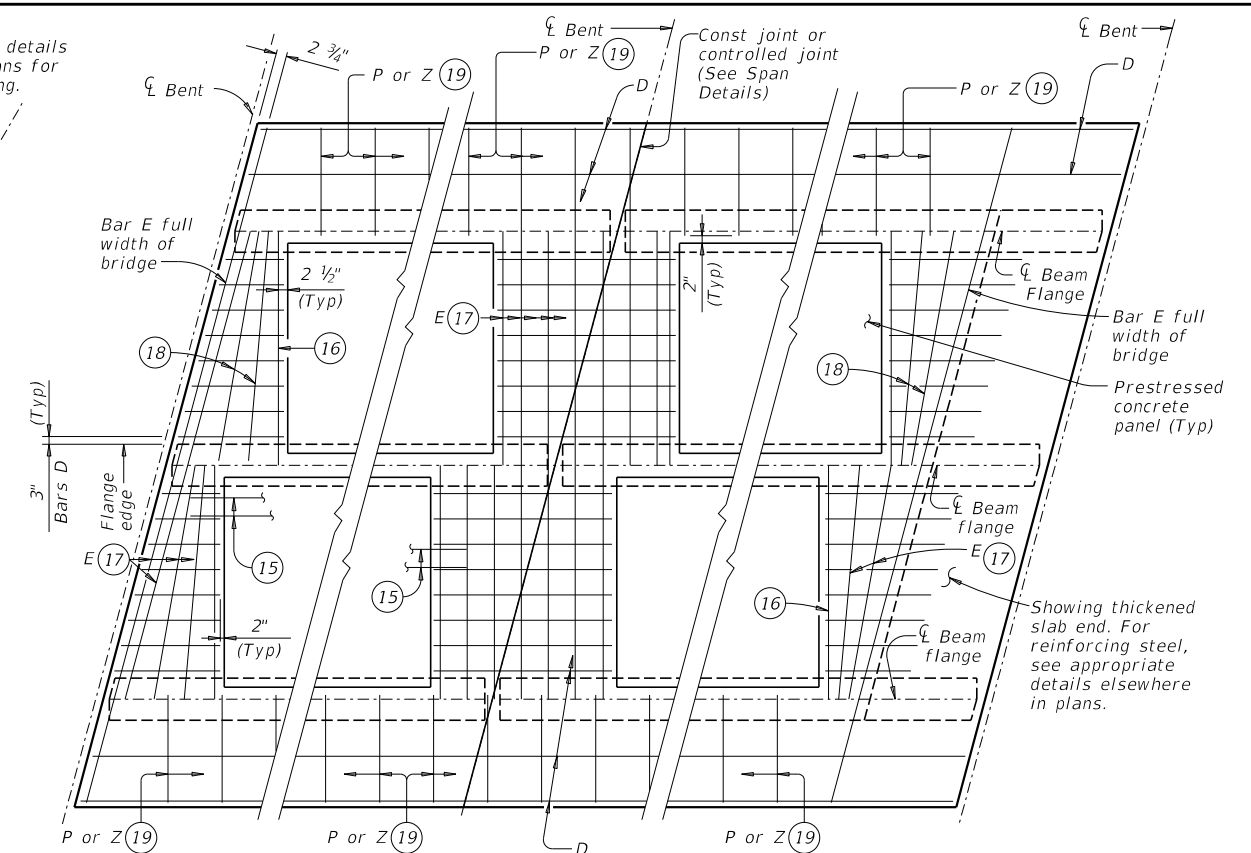 details
ns for
ng.
℄ Bent
2 ¾"
P or Z 19
℄ Bent
P or Z 19
D
Const joint or
controlled joint
(See Span
Details)
℄ Bent
D
P or Z 19
Bar E full
width of
bridge
2 ½"
(Typ)
2"
(Typ)
℄ Beam
Flange
E 17
16
18
18
Bar E full
width of
bridge
Prestressed
concrete
panel (Typ)
(Typ)
3"
Bars D
Flange
edge
℄ Beam
flange
E 17
15
15
E 17
16
2"
(Typ)
℄ Beam
flange
Showing thickened
slab end. For
reinforcing steel,
see appropriate
details elsewhere
in plans.
P or Z 19
P or Z 19
D
P or Z 19